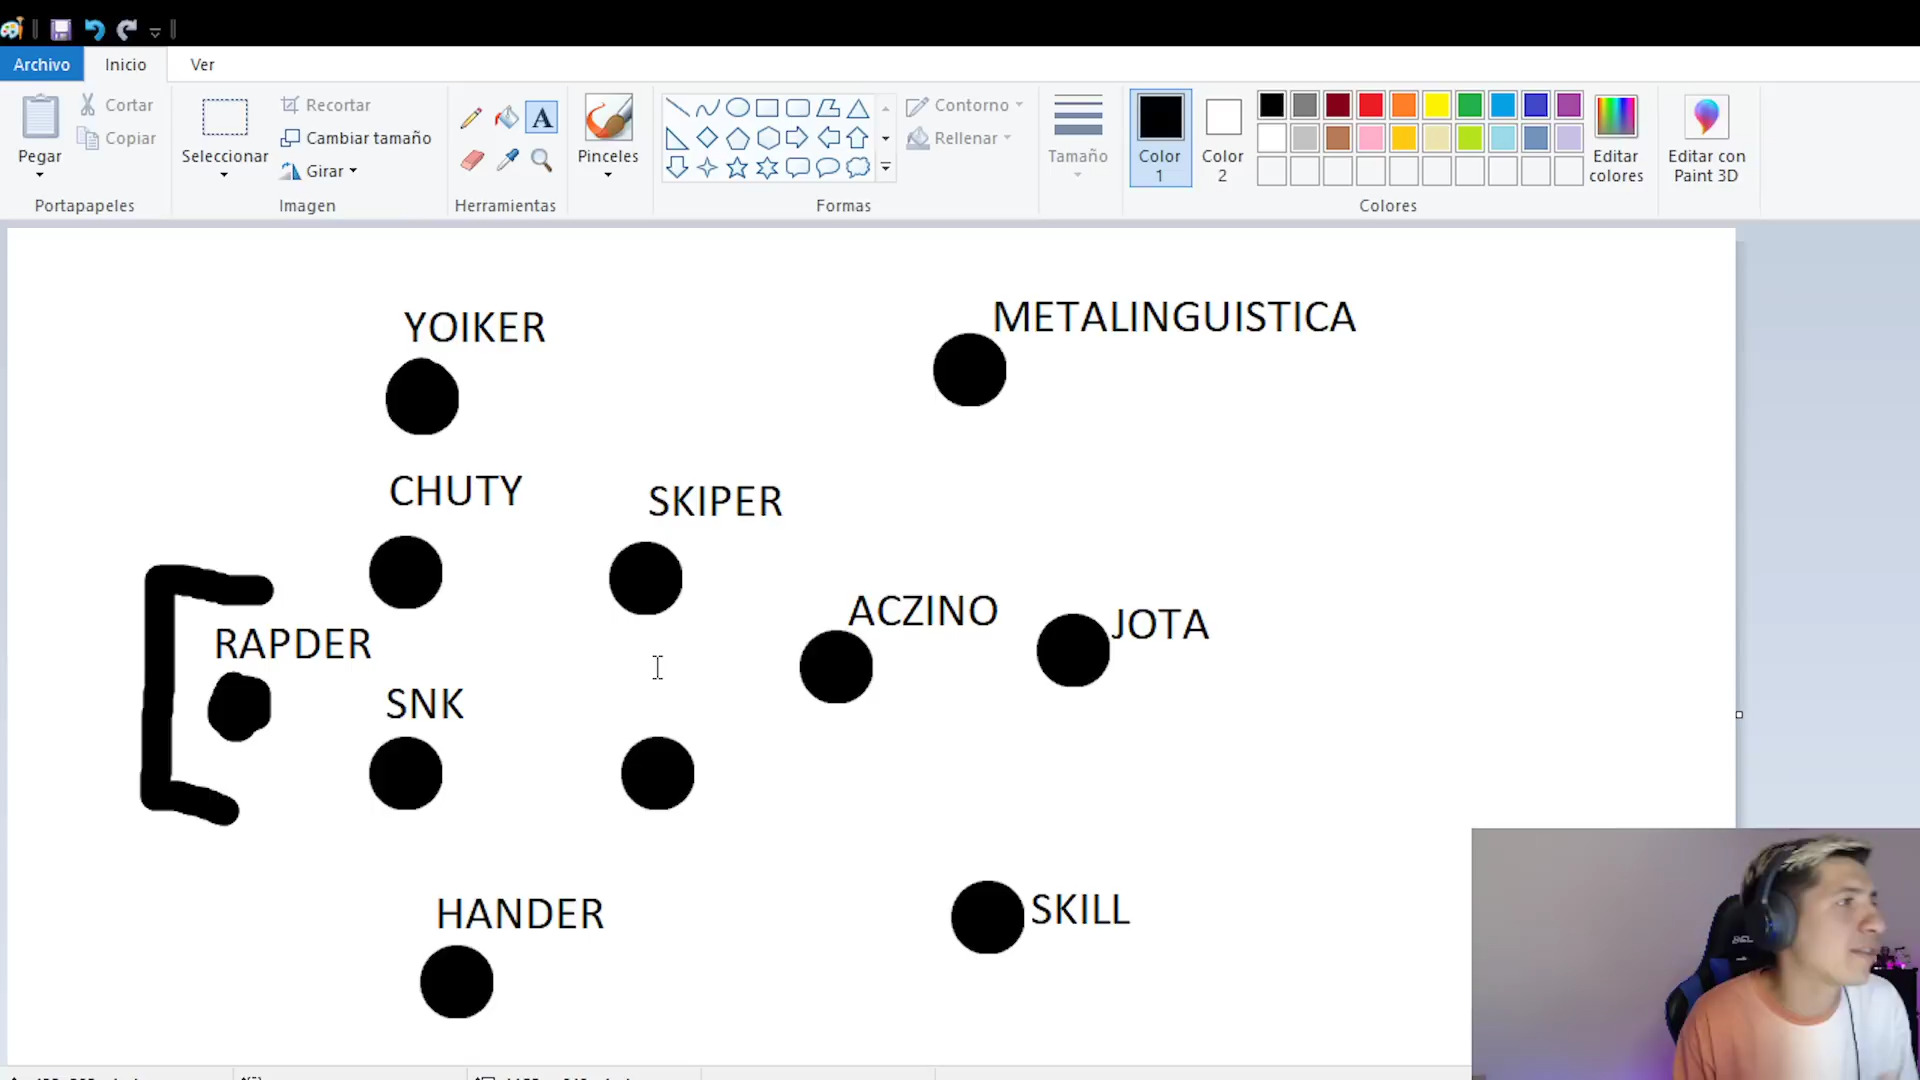 Archivo
Inicio
Ver
Pegar
Cortar
Copiar
Portapapeles
Seleccionar
Recortar
Cambiar tamaño
Girar
Imagen
A
Herramientas
Pinceles
Formas
Contorno
Rellenar
Tamaño
Color
1
Color
2
Editar
colores
Colores
Editar con
Paint 3D
YOIKER
METALINGUISTICA
CHUTY
SKIPER
ACZINO
JOTA
RAPDER
SNK
HANDER
SKILL